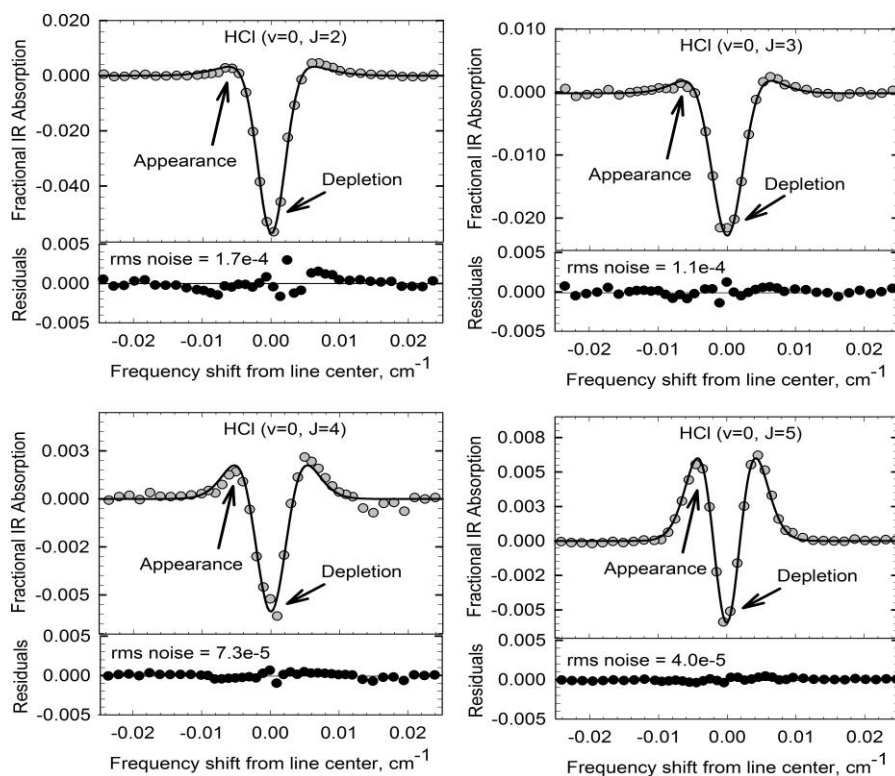 HCl (v=0, J=2)
Fractional IR Absorption
0.020
0.000
-0.020
-0.040
Appearance
Depletion
Residuals
0.005
0.000
-0.005
rms noise = 1.7e-4
-0.02 -0.01 0.00 0.01 0.02
Frequency shift from line center, cm-1
HCl (v=0, J=3)
Fractional IR Absorption
0.010
0.000
-0.010
-0.020
Appearance
Depletion
Residuals
0.005
0.000
-0.005
rms noise = 1.1e-4
-0.02 -0.01 0.00 0.01 0.02
Frequency shift from line center, cm-1
HCl (v=0, J=4)
Fractional IR Absorption
0.003
0.000
-0.002
-0.005
Appearance
Depletion
Residuals
0.005
0.000
-0.005
rms noise = 7.3e-5
-0.02 -0.01 0.00 0.01 0.02
Frequency shift from line center, cm-1
HCl (v=0, J=5)
Fractional IR Absorption
0.008
0.005
0.003
0.000
-0.002
-0.005
Appearance
Depletion
Residuals
0.005
0.000
-0.005
rms noise = 4.0e-5
-0.02 -0.01 0.00 0.01 0.02
Frequency shift from line center, cm-1